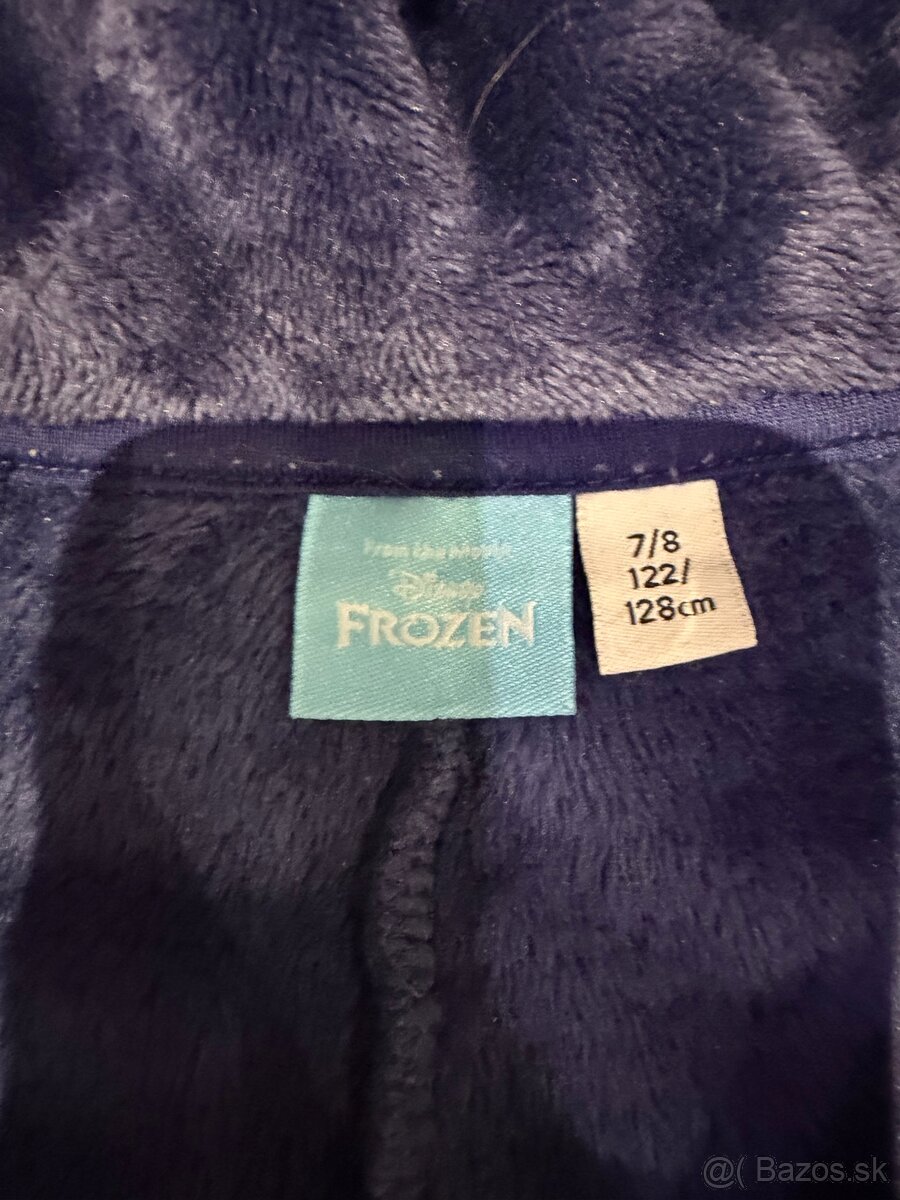 from the Movie
Disney
FROZEN
7/8
122/
128cm
@( Bazos.sk